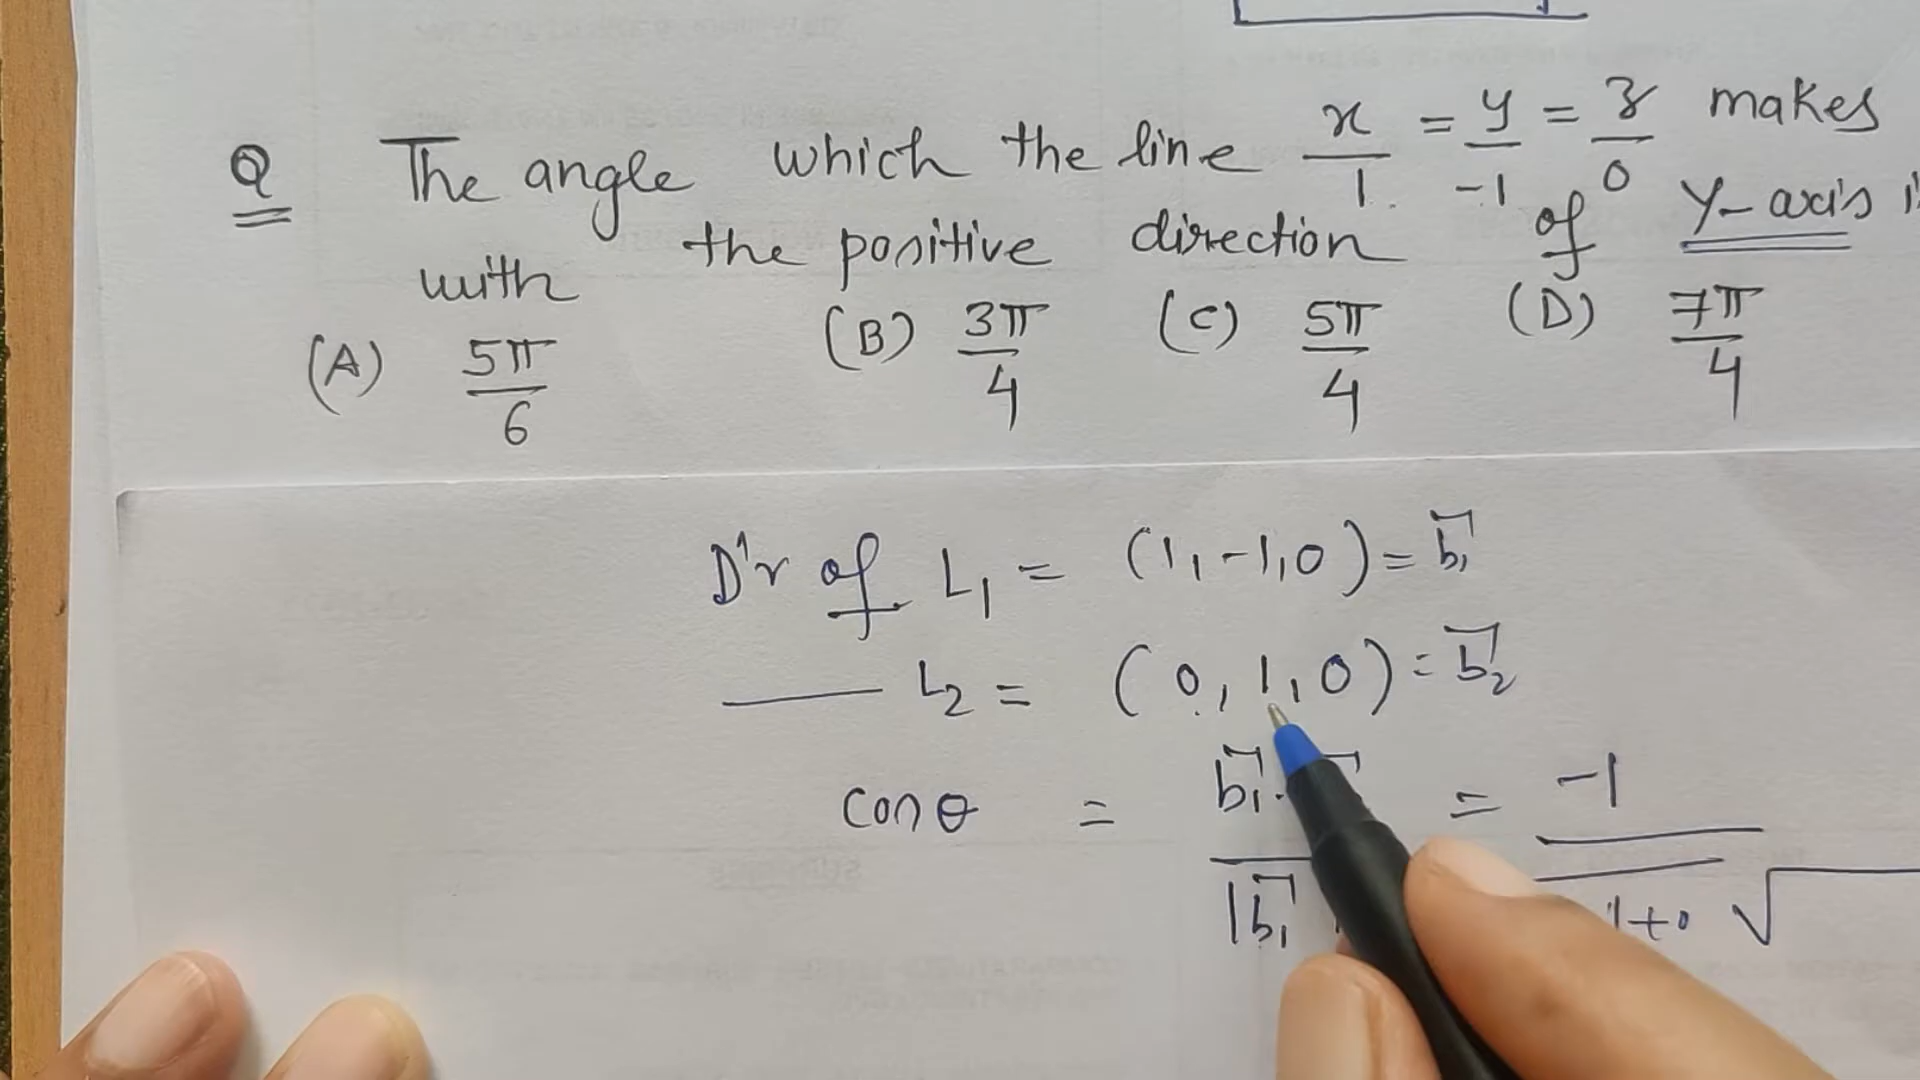 Q The angle which the line x/1 = y/-1 = z/0 makes
with the positive direction of Y-axis
(A) 5π/6 (B) 3π/4 (C) 5π/4 (D) 7π/4
D'r of L₁ = (1, -1, 0) = b₁
L₂ = (0, 1, 0) = b₂
cos θ = b₁. = -1
|b₁ 1+0 √